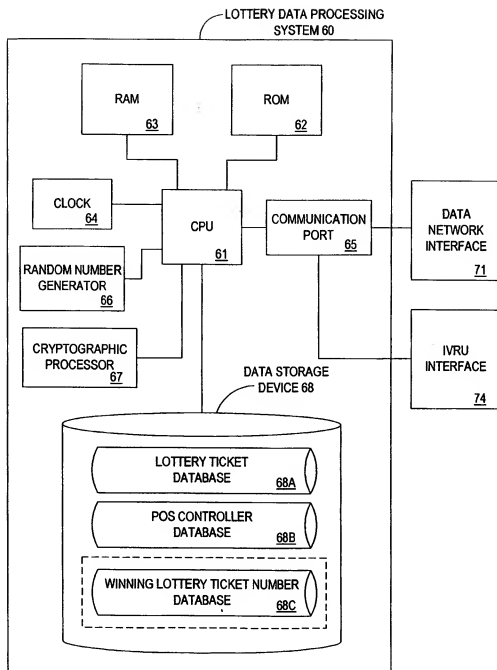 LOTTERY DATA PROCESSING
SYSTEM 60
RAM
63
ROM
62
CLOCK
64
CPU
61
COMMUNICATION
PORT
65
DATA
NETWORK
INTERFACE
71
RANDOM NUMBER
GENERATOR
66
CRYPTOGRAPHIC
PROCESSOR
67
IVRU
INTERFACE
74
DATA STORAGE
DEVICE 68
LOTTERY TICKET
DATABASE
68A
POS CONTROLLER
DATABASE
68B
WINNING LOTTERY TICKET NUMBER
DATABASE
68C